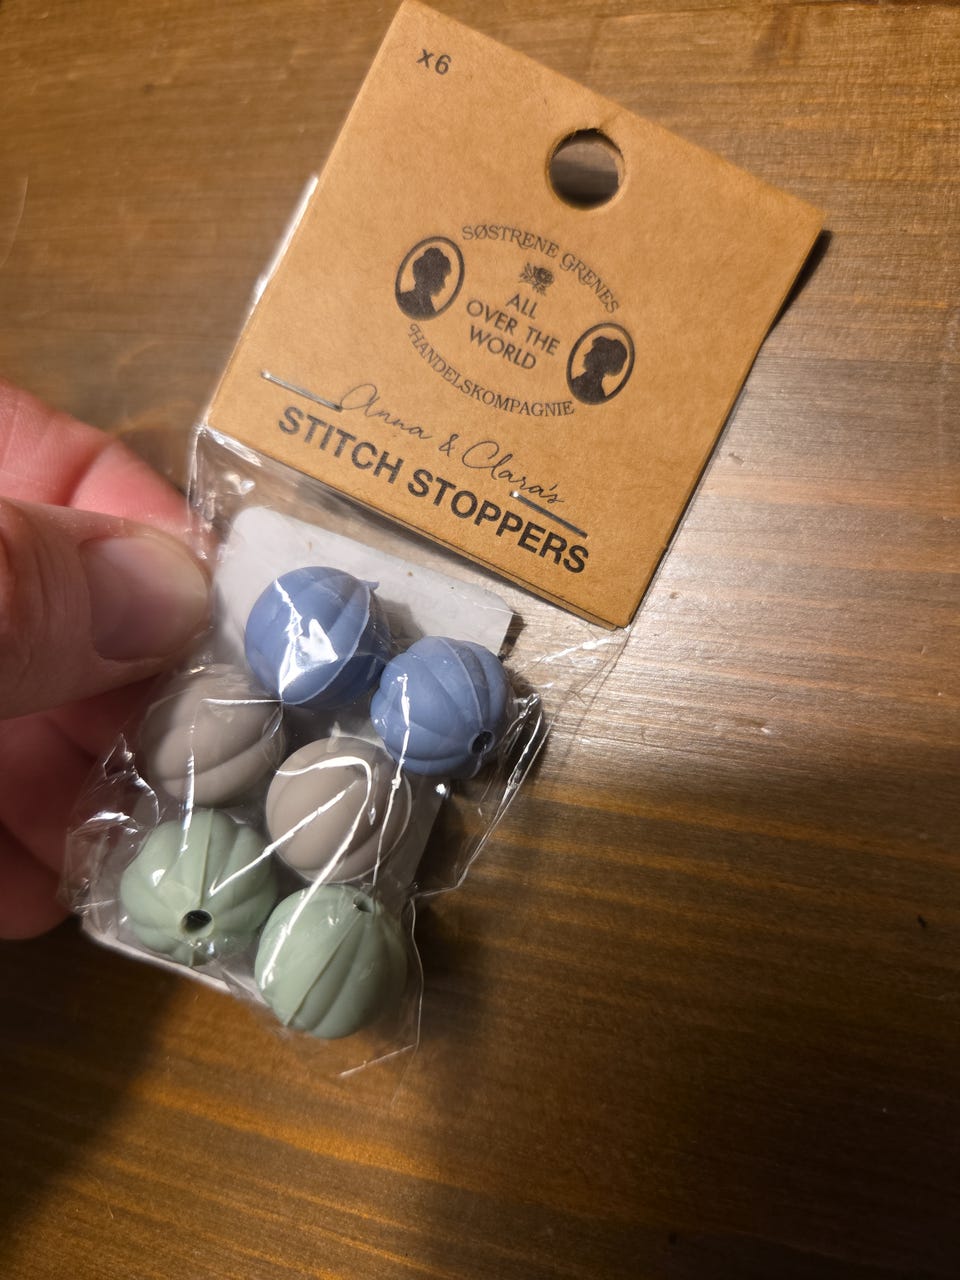 x6
SØSTRENE GRENES
ALL
OVER THE
WORLD
HANDELSKOMPAGNIE
Anna & Clara's
STITCH STOPPERS